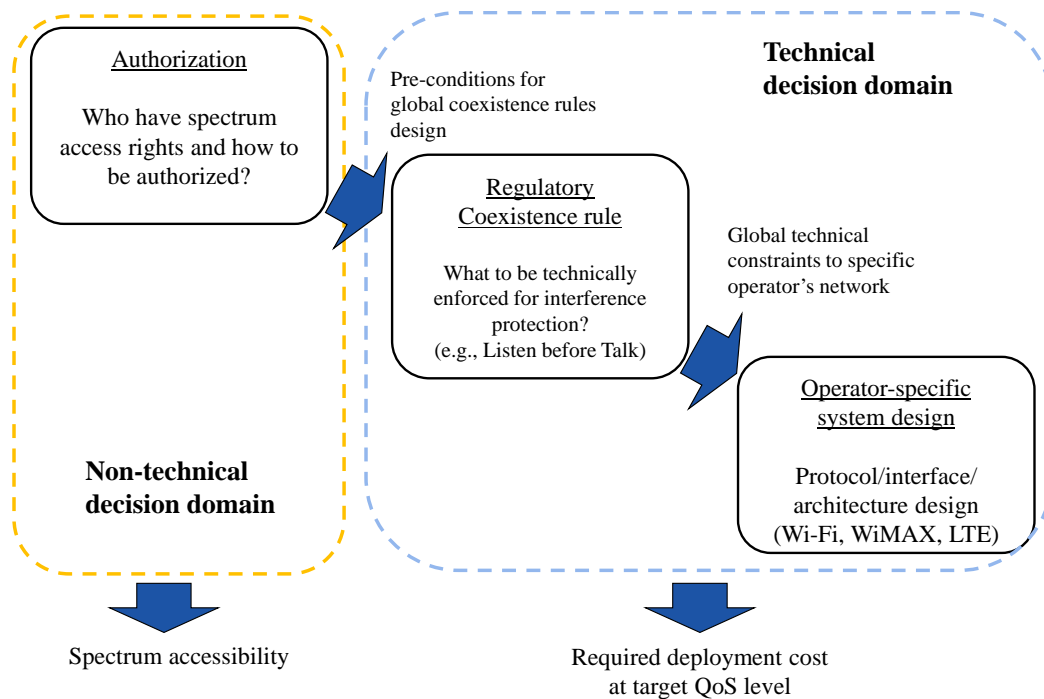 Authorization
Who have spectrum
access rights and how to
be authorized?
Non-technical
decision domain
Spectrum accessibility
Technical
decision domain
Pre-conditions for
global coexistence rules
design
Regulatory
Coexistence rule
What to be technically
enforced for interference
protection?
(e.g., Listen before Talk)
Global technical
constraints to specific
operator’s network
Operator-specific
system design
Protocol/interface/
architecture design
(Wi-Fi, WiMAX, LTE)
Required deployment cost
at target QoS level